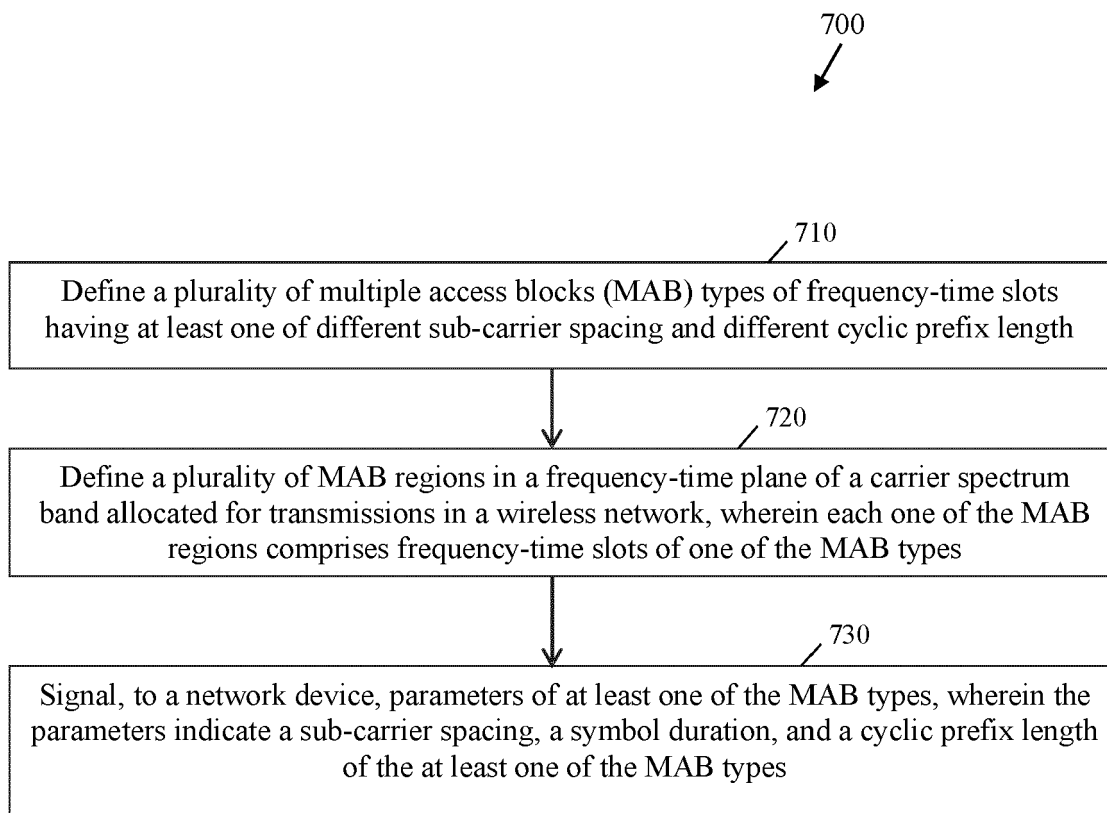 700
710
Define a plurality of multiple access blocks (MAB) types of frequency-time slots
having at least one of different sub-carrier spacing and different cyclic prefix length
720
Define a plurality of MAB regions in a frequency-time plane of a carrier spectrum
band allocated for transmissions in a wireless network, wherein each one of the MAB
regions comprises frequency-time slots of one of the MAB types
730
Signal, to a network device, parameters of at least one of the MAB types, wherein the
parameters indicate a sub-carrier spacing, a symbol duration, and a cyclic prefix length
of the at least one of the MAB types